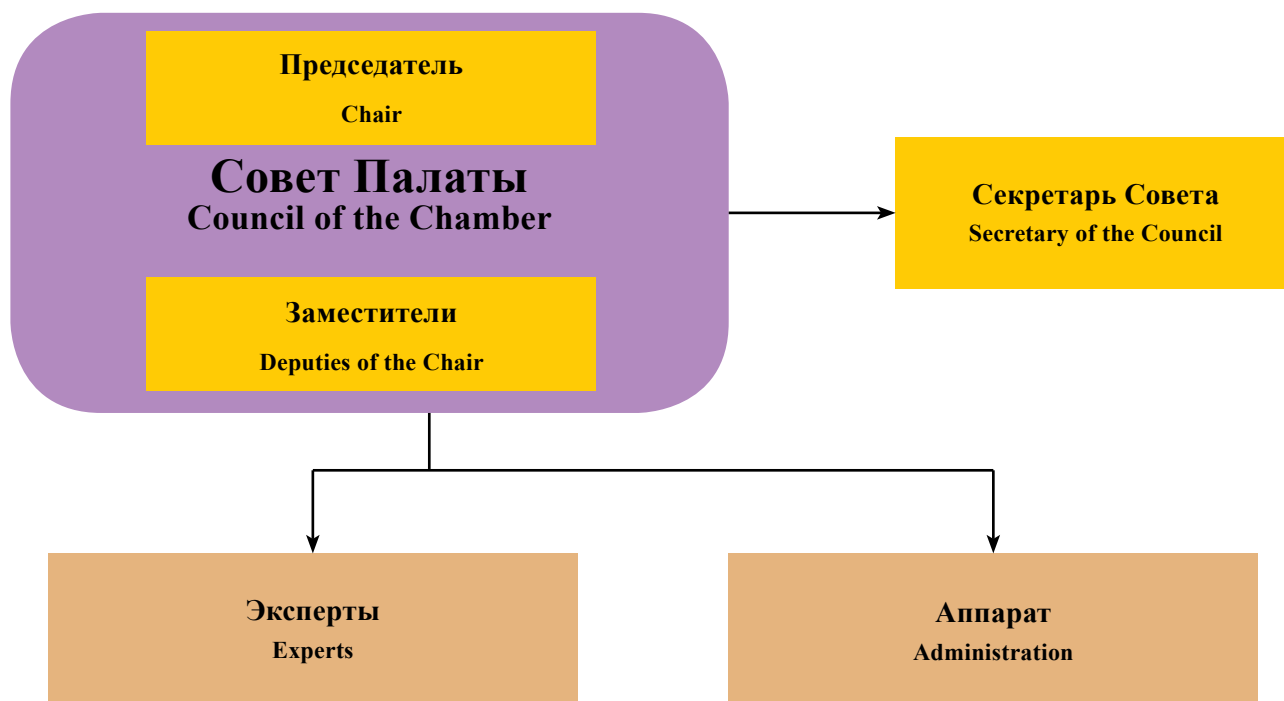 Председатель
Chair
Совет Палаты
Council of the Chamber
Секретарь Совета
Secretary of the Council
Заместители
Deputies of the Chair
Эксперты
Experts
Аппарат
Administration